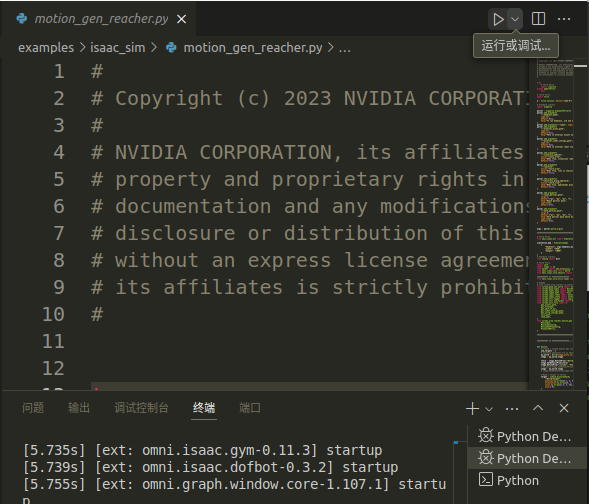 motion_gen_reacher.py
examples > isaac_sim > motion_gen_reacher.py > ...
运行或调试...
1 #
2 # Copyright (c) 2023 NVIDIA CORPORATI
3 #
4 # NVIDIA CORPORATION, its affiliates
5 # property and proprietary rights in
6 # documentation and any modifications
7 # disclosure or distribution of this
8 # without an express license agreeme
9 # its affiliates is strictly prohibi
10 #
11
12
问题 输出 调试控制台 终端 端口
[5.735s] [ext: omni.isaac.gym-0.11.3] startup
[5.739s] [ext: omni.isaac.dofbot-0.3.2] startup
[5.755s] [ext: omni.graph.window.core-1.107.1] startu
p
Python De...
Python De...
Python